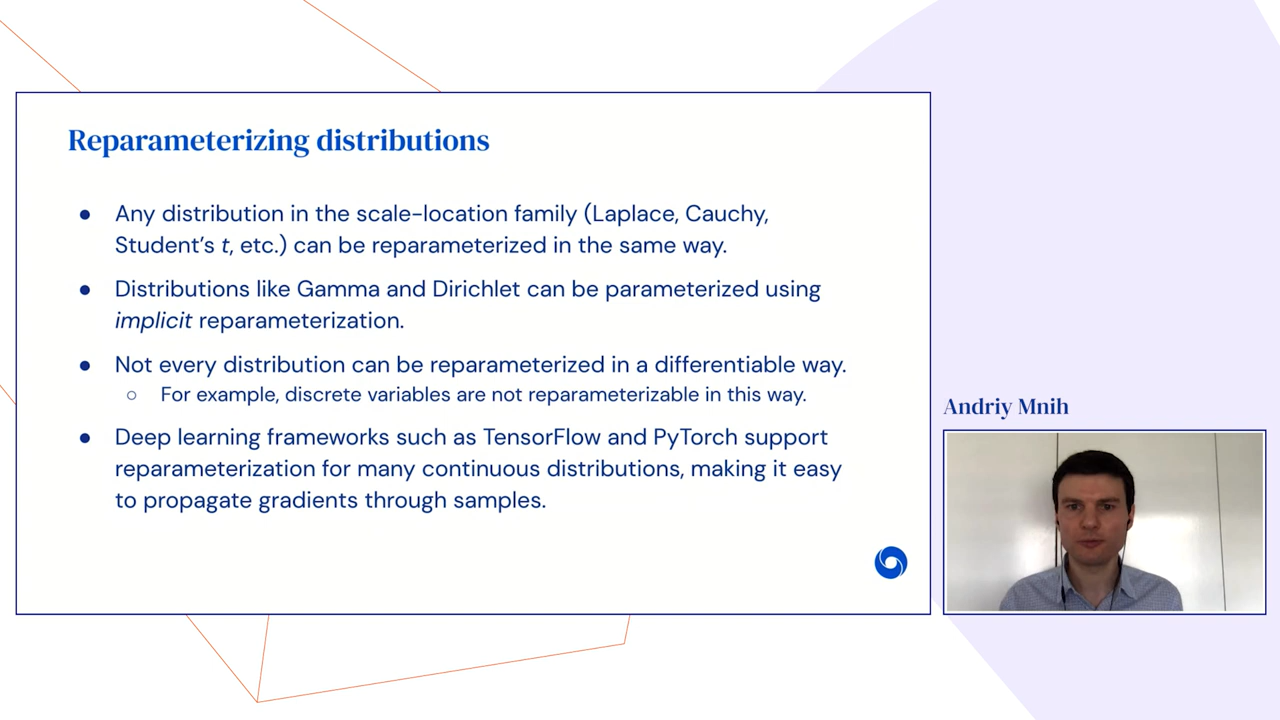 Reparameterizing distributions
● Any distribution in the scale-location family (Laplace, Cauchy,
Student's t, etc.) can be reparameterized in the same way.
● Distributions like Gamma and Dirichlet can be parameterized using
implicit reparameterization.
● Not every distribution can be reparameterized in a differentiable way.
○ For example, discrete variables are not reparameterizable in this way.
● Deep learning frameworks such as TensorFlow and PyTorch support
reparameterization for many continuous distributions, making it easy
to propagate gradients through samples.
Andriy Mnih